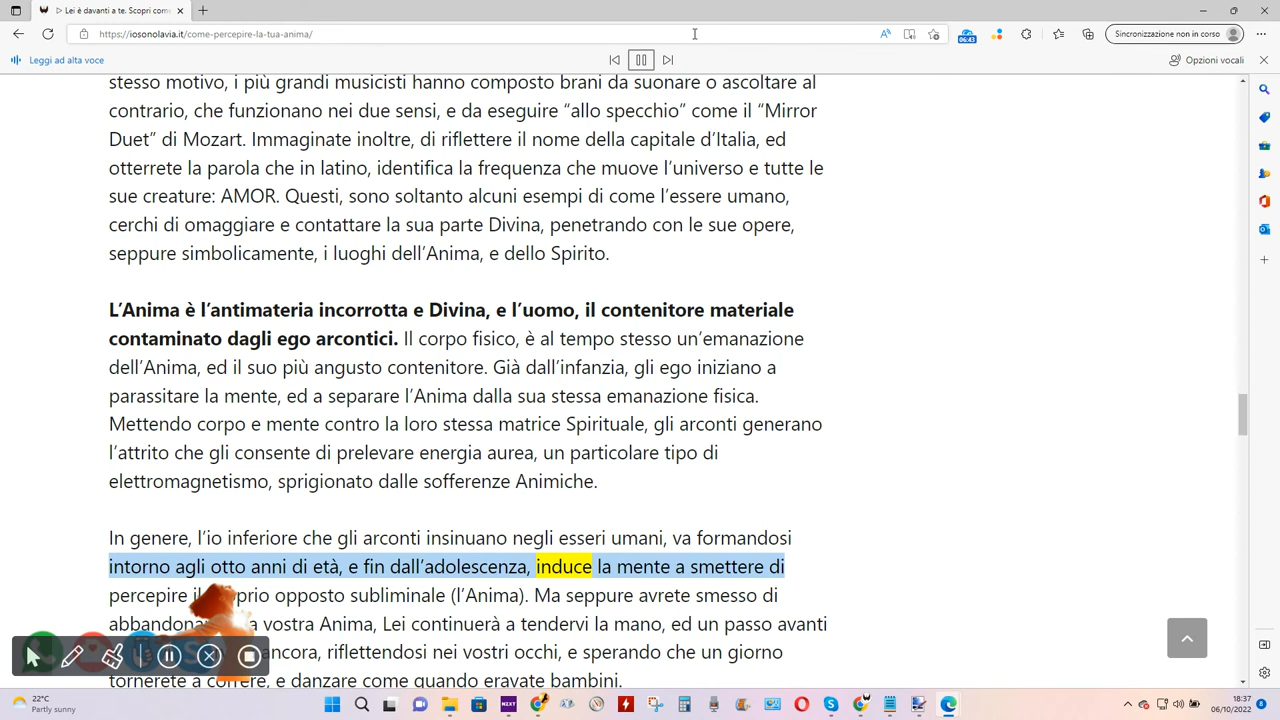 Lei è davanti a te. Scopri come
https://iosonolavia.it/come-percepire-la-tua-anima/
06:43
Sincronizzazione non in corso
Leggi ad alta voce
Opzioni vocali
stesso motivo, i più grandi musicisti hanno composto brani da suonare o ascoltare al
contrario, che funzionano nei due sensi, e da eseguire “allo specchio” come il “Mirror
Duet” di Mozart. Immaginate inoltre, di riflettere il nome della capitale d’Italia, ed
otterrete la parola che in latino, identifica la frequenza che muove l’universo e tutte le
sue creature: AMOR. Questi, sono soltanto alcuni esempi di come l’essere umano,
cerchi di omaggiare e contattare la sua parte Divina, penetrando con le sue opere,
seppure simbolicamente, i luoghi dell’Anima, e dello Spirito.
L’Anima è l’antimateria incorrotta e Divina, e l’uomo, il contenitore materiale
contaminato dagli ego arcontici. Il corpo fisico, è al tempo stesso un’emanazione
dell’Anima, ed il suo più angusto contenitore. Già dall’infanzia, gli ego iniziano a
parassitare la mente, ed a separare l’Anima dalla sua stessa emanazione fisica.
Mettendo corpo e mente contro la loro stessa matrice Spirituale, gli arconti generano
l’attrito che gli consente di prelevare energia aurea, un particolare tipo di
elettromagnetismo, sprigionato dalle sofferenze Animiche.
In genere, l’io inferiore che gli arconti insinuano negli esseri umani, va formandosi
intorno agli otto anni di età, e fin dall’adolescenza, induce la mente a smettere di
percepire il opposto subliminale (l’Anima). Ma seppure avrete smesso di
vostra Anima, Lei continuerà a tendervi la mano, ed un passo avanti
ancora, riflettendosi nei vostri occhi, e sperando che un giorno
tornerete a correre, e danzare come quando eravate bambini.
22°C
Partly sunny
NEXT
18:37
06/10/2022